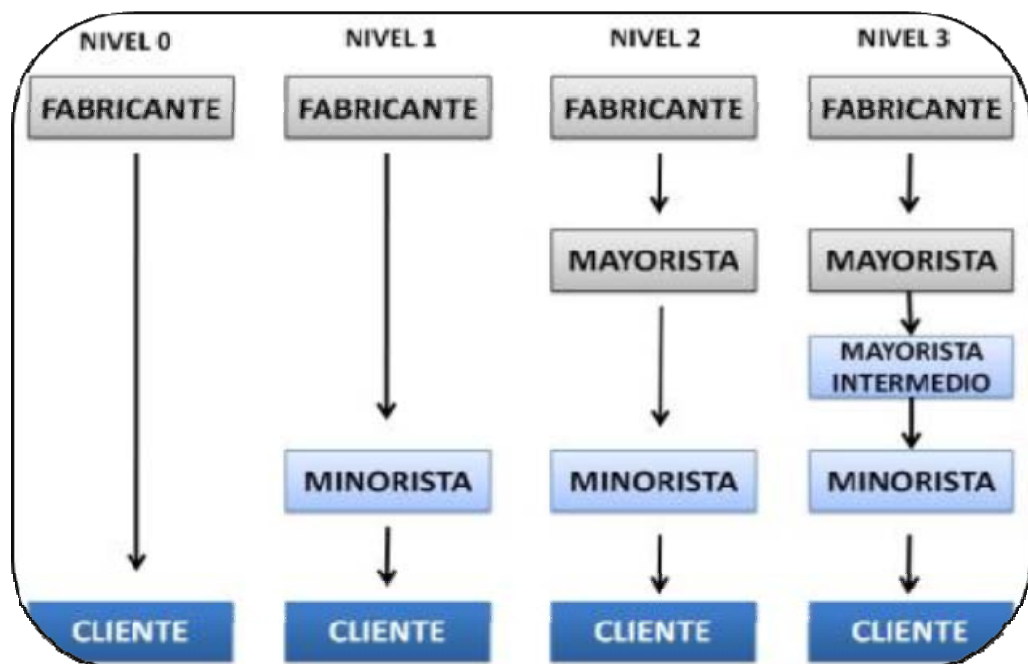 NIVEL 0
NIVEL 1
NIVEL 2
NIVEL 3
FABRICANTE
FABRICANTE
FABRICANTE
FABRICANTE
MAYORISTA
MAYORISTA
MAYORISTA
INTERMEDIO
MINORISTA
MINORISTA
MINORISTA
CLIENTE
CLIENTE
CLIENTE
CLIENTE